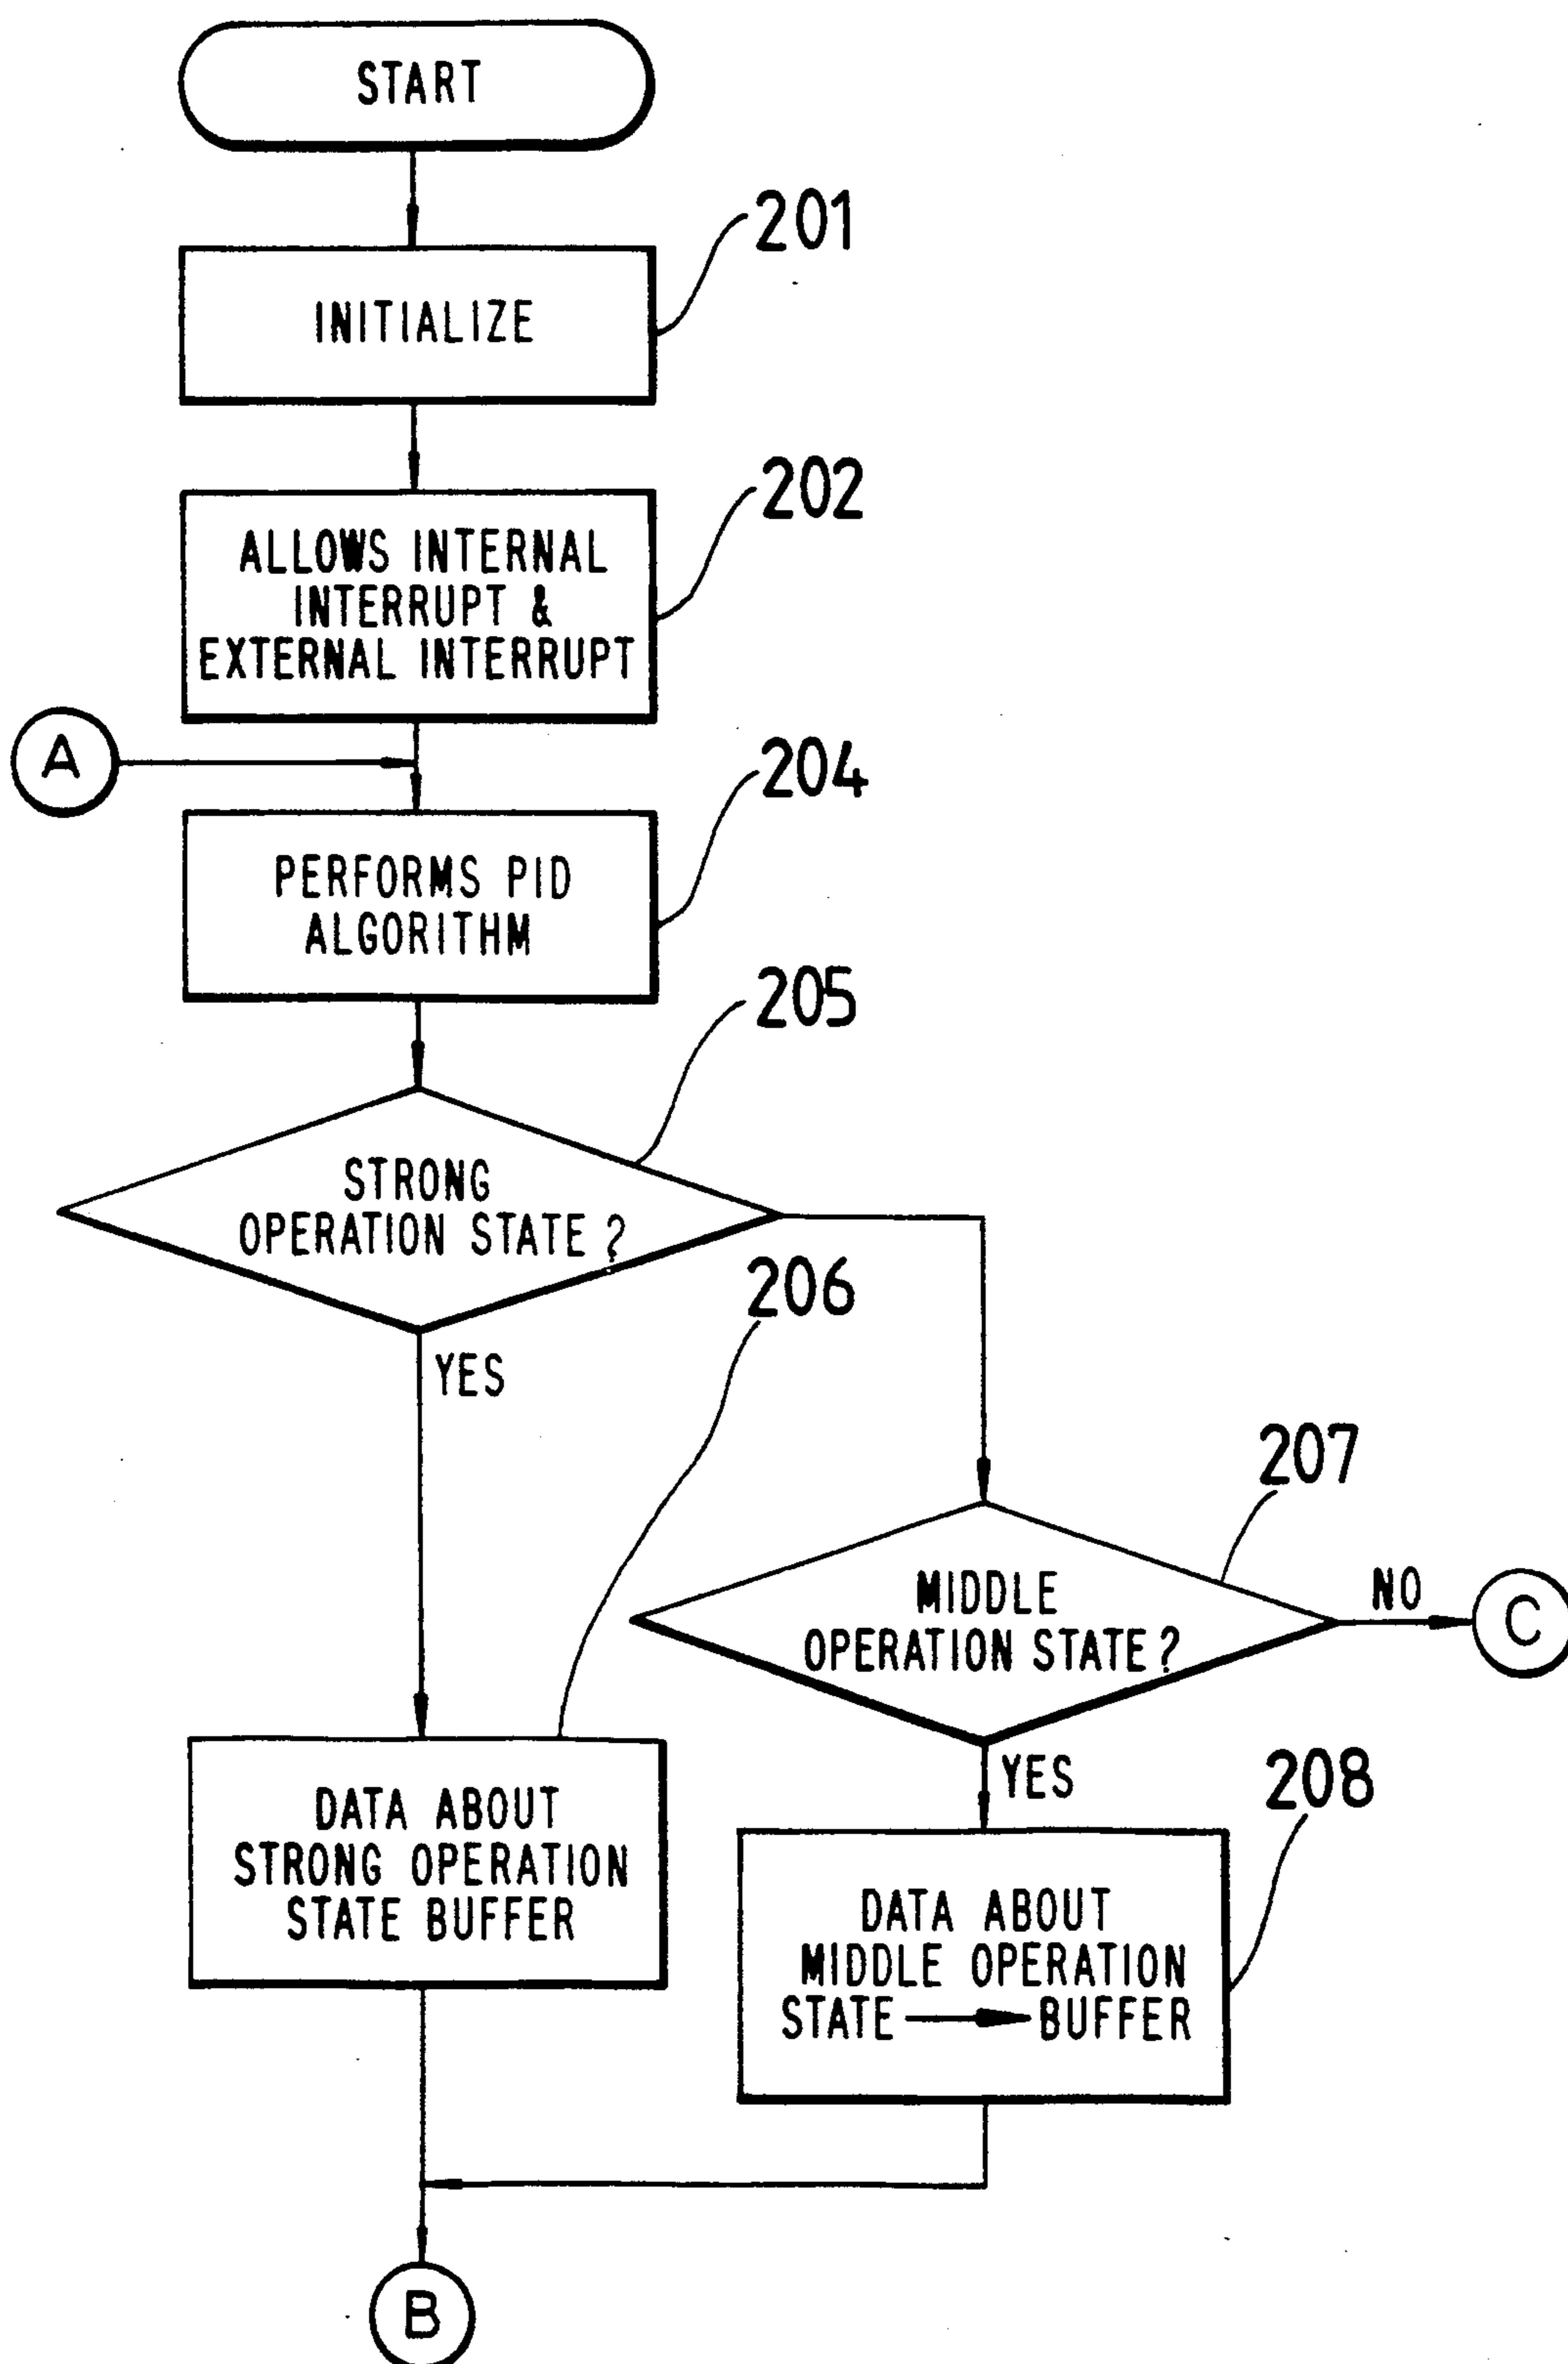 START
201
INITIALIZE
202
ALLOWS INTERNAL
INTERRUPT &
EXTERNAL INTERRUPT
A
204
PERFORMS PID
ALGORITHM
205
STRONG
OPERATION STATE ?
206
YES
207
MIDDLE
OPERATION STATE ?
NO
C
YES
208
DATA ABOUT
STRONG OPERATION
STATE BUFFER
DATA ABOUT
MIDDLE OPERATION
STATE → BUFFER
B